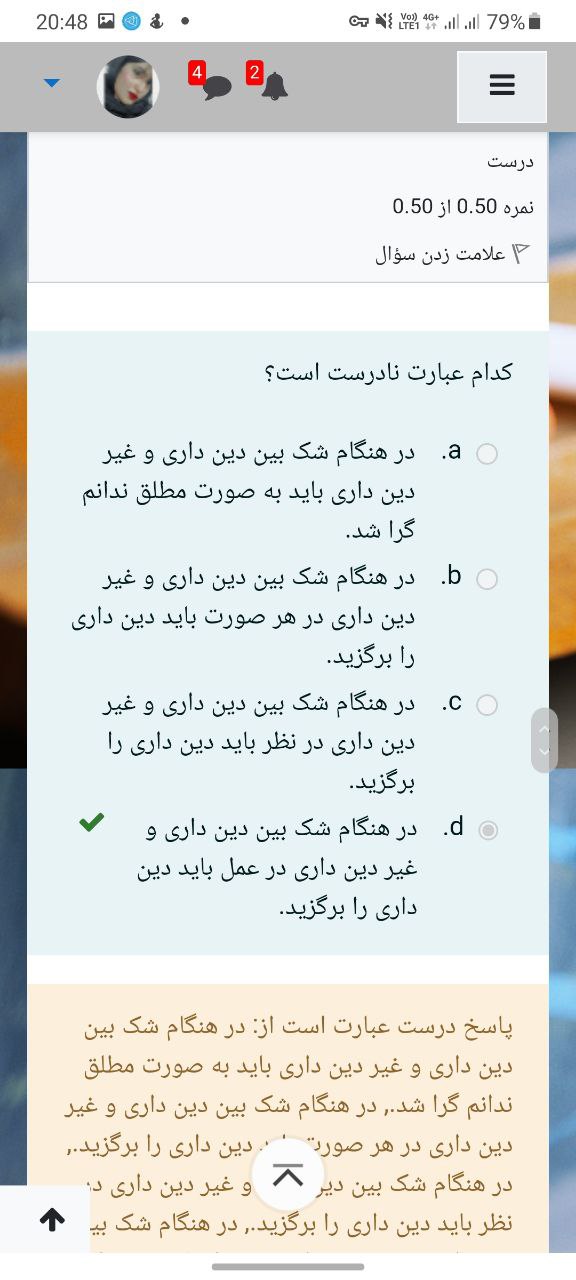 20:48 Vo)) LTE1 4G+ 79%
4 2
درست
نمره 0.50 از 0.50
علامت زدن سؤال
کدام عبارت نادرست است؟
a. در هنگام شک بین دین داری و غیر
دین داری باید به صورت مطلق ندانم
گرا شد.
b. در هنگام شک بین دین داری و غیر
دین داری در هر صورت باید دین داری
را برگزید.
c. در هنگام شک بین دین داری و غیر
دین داری در نظر باید دین داری را
برگزید.
d. در هنگام شک بین دین داری و
غیر دین داری در عمل باید دین
داری را برگزید.
پاسخ درست عبارت است از: در هنگام شک بین
دین داری و غیر دین داری باید به صورت مطلق
ندانم گرا شد., در هنگام شک بین دین داری و غیر
دین داری در هر صورت دین داری را برگزید.,
در هنگام شک بین و غیر دین داری
نظر باید دین داری را برگزید., در هنگام شک